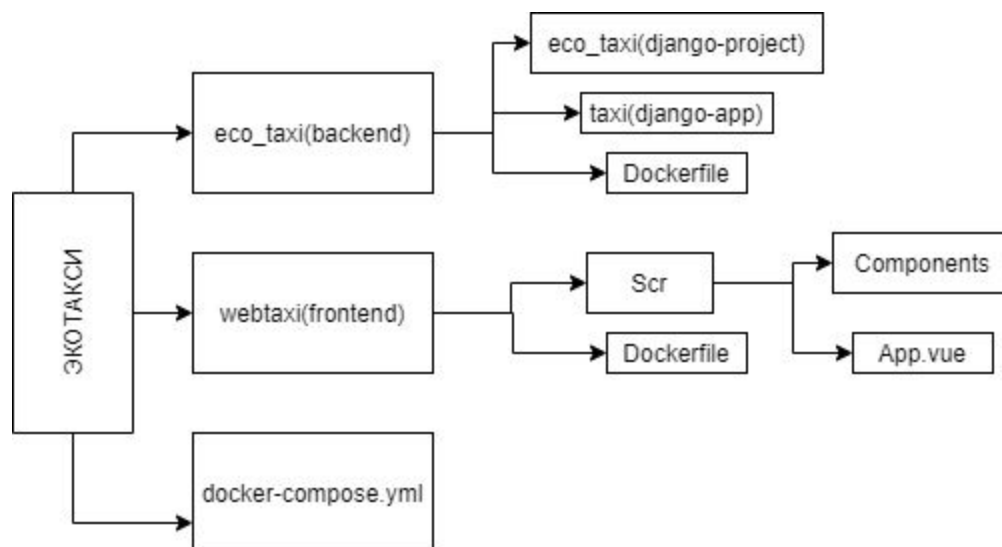 ЭКОТАКСИ
eco_taxi(backend)
eco_taxi(django-project)
taxi(django-app)
Dockerfile
webtaxi(frontend)
Scr
Components
App.vue
Dockerfile
docker-compose.yml